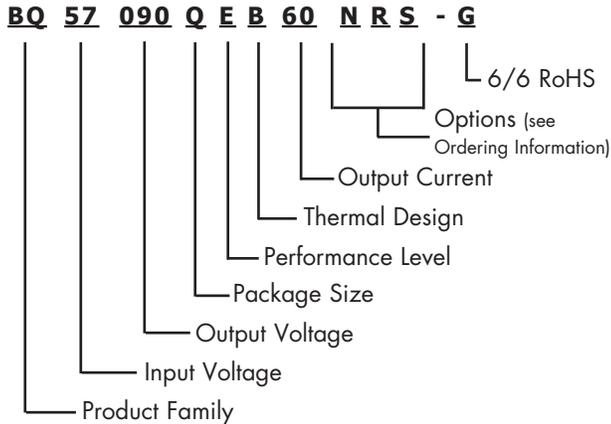 BQ 57 090 Q E B 60 N R S - G
6/6 RoHS
Options (see
Ordering Information)
Output Current
Thermal Design
Performance Level
Package Size
Output Voltage
Input Voltage
Product Family